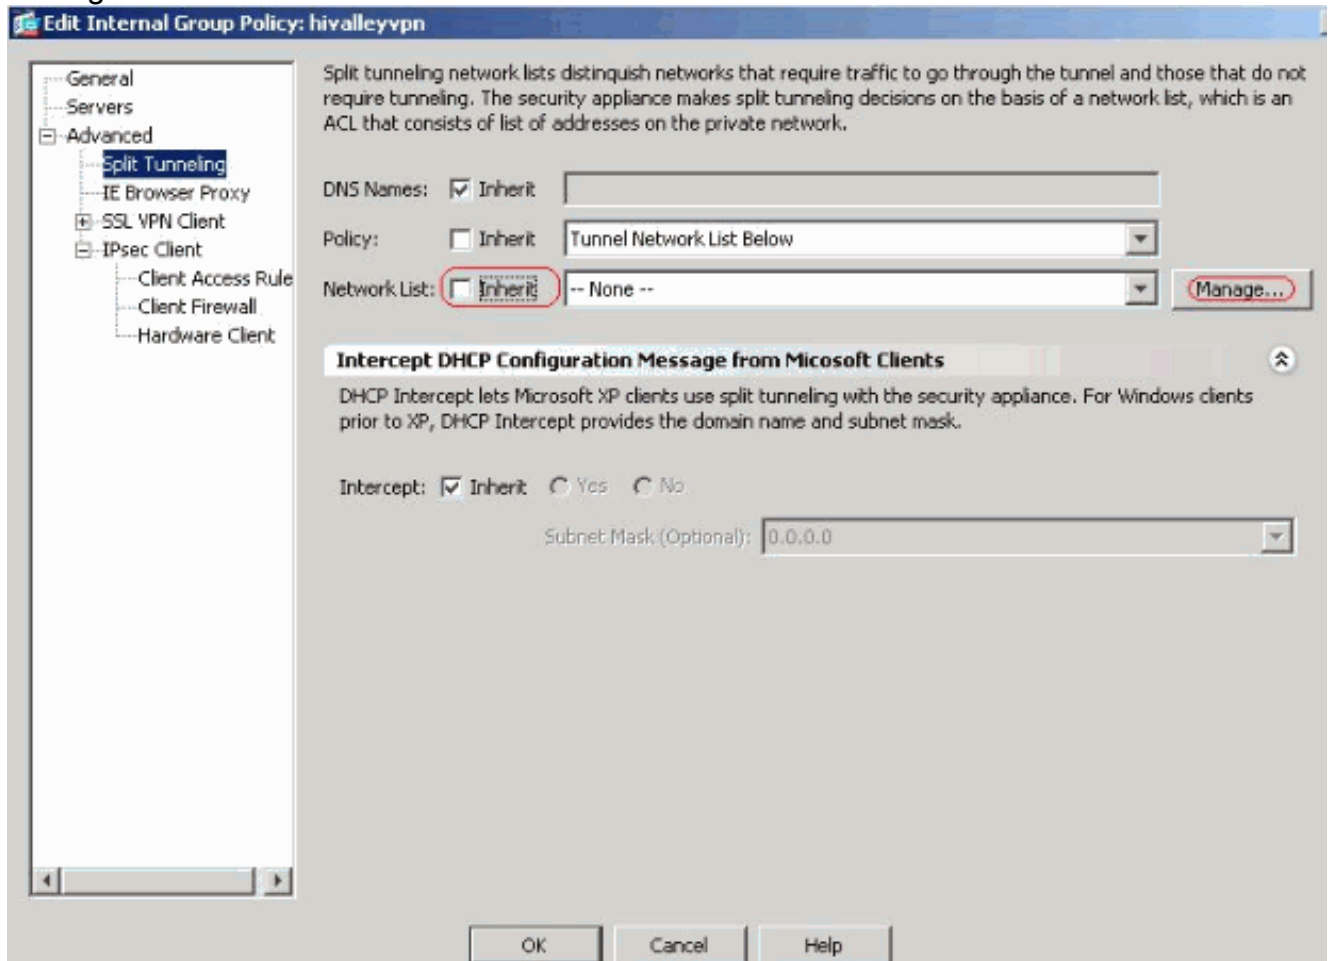 Edit Internal Group Policy: hivalleyvpn
General
Servers
Advanced
Split Tunneling
IE Browser Proxy
SSL VPN Client
IPsec Client
Client Access Rule
Client Firewall
Hardware Client
Split tunneling network lists distinguish networks that require traffic to go through the tunnel and those that do not
require tunneling. The security appliance makes split tunneling decisions on the basis of a network list, which is an
ACL that consists of list of addresses on the private network.
DNS Names: Inherit
Policy: Inherit Tunnel Network List Below
Network List: Inherit -- None -- Manage...
Intercept DHCP Configuration Message from Micosoft Clients
DHCP Intercept lets Microsoft XP clients use split tunneling with the security appliance. For Windows clients
prior to XP, DHCP Intercept provides the domain name and subnet mask.
Intercept: Inherit Yes No
Subnet Mask (Optional): 0.0.0.0
OK Cancel Help